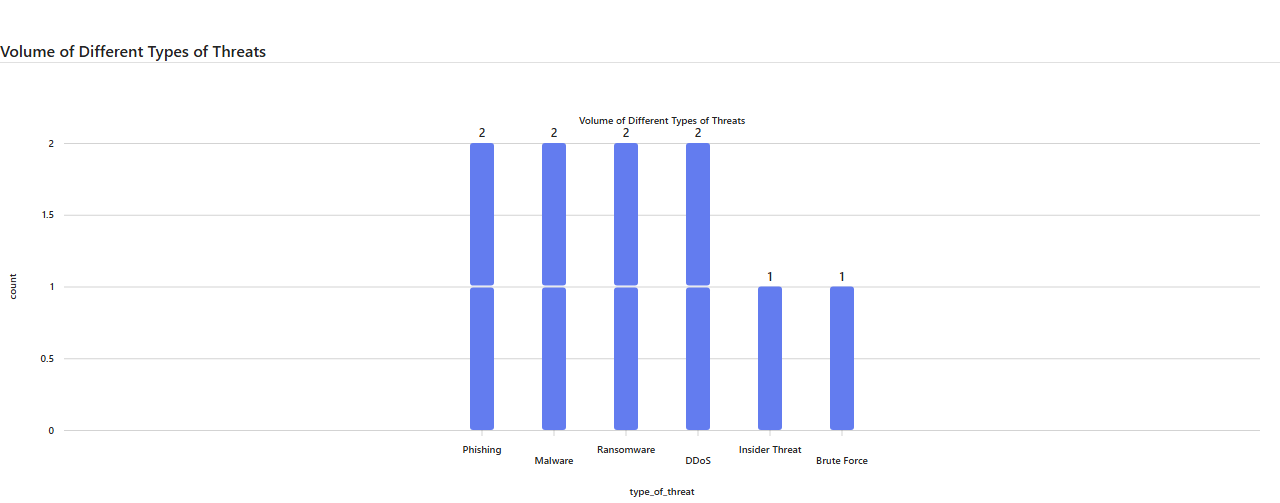 Volume of Different Types of Threats
Volume of Different Types of Threats
2 2 2 2
2
1.5
1 1
count
1
0.5
0
Phishing Ransomware Insider Threat
Malware DDoS Brute Force
type_of_threat